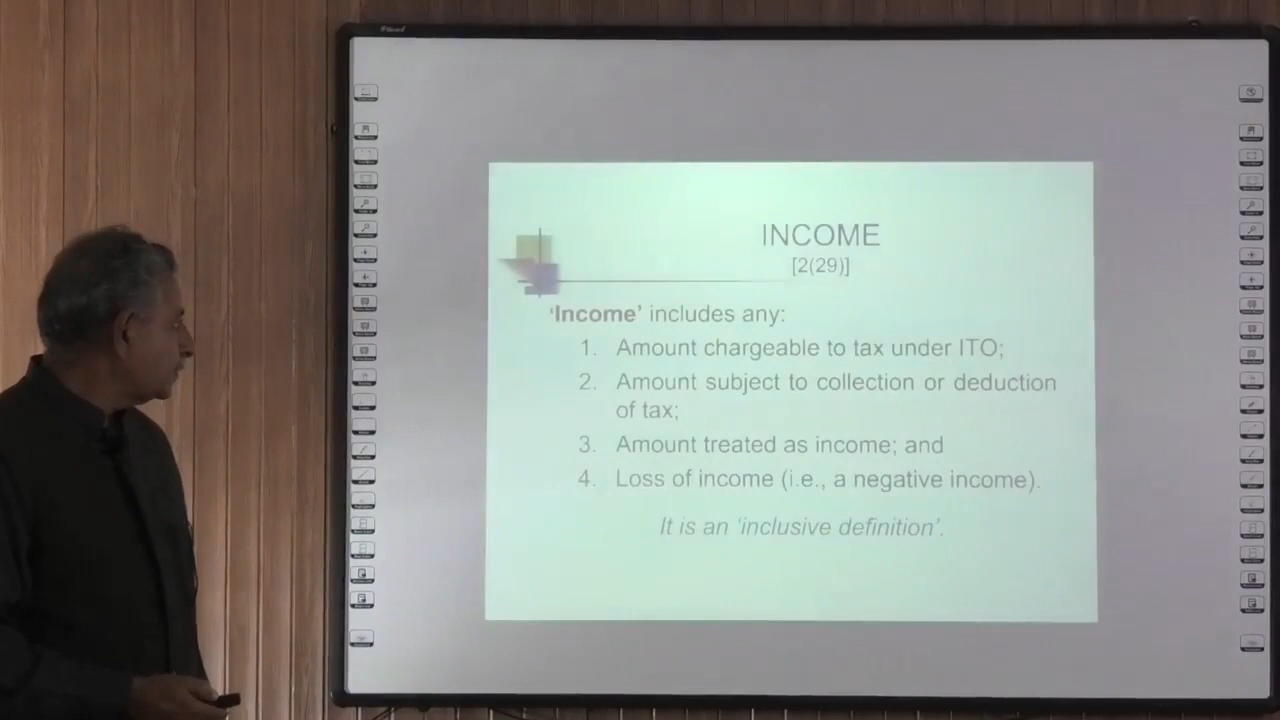 INCOME
[2(29)]
‘Income’ includes any:
1. Amount chargeable to tax under ITO;
2. Amount subject to collection or deduction
of tax;
3. Amount treated as income; and
4. Loss of income (i.e., a negative income).
It is an ‘inclusive definition’.